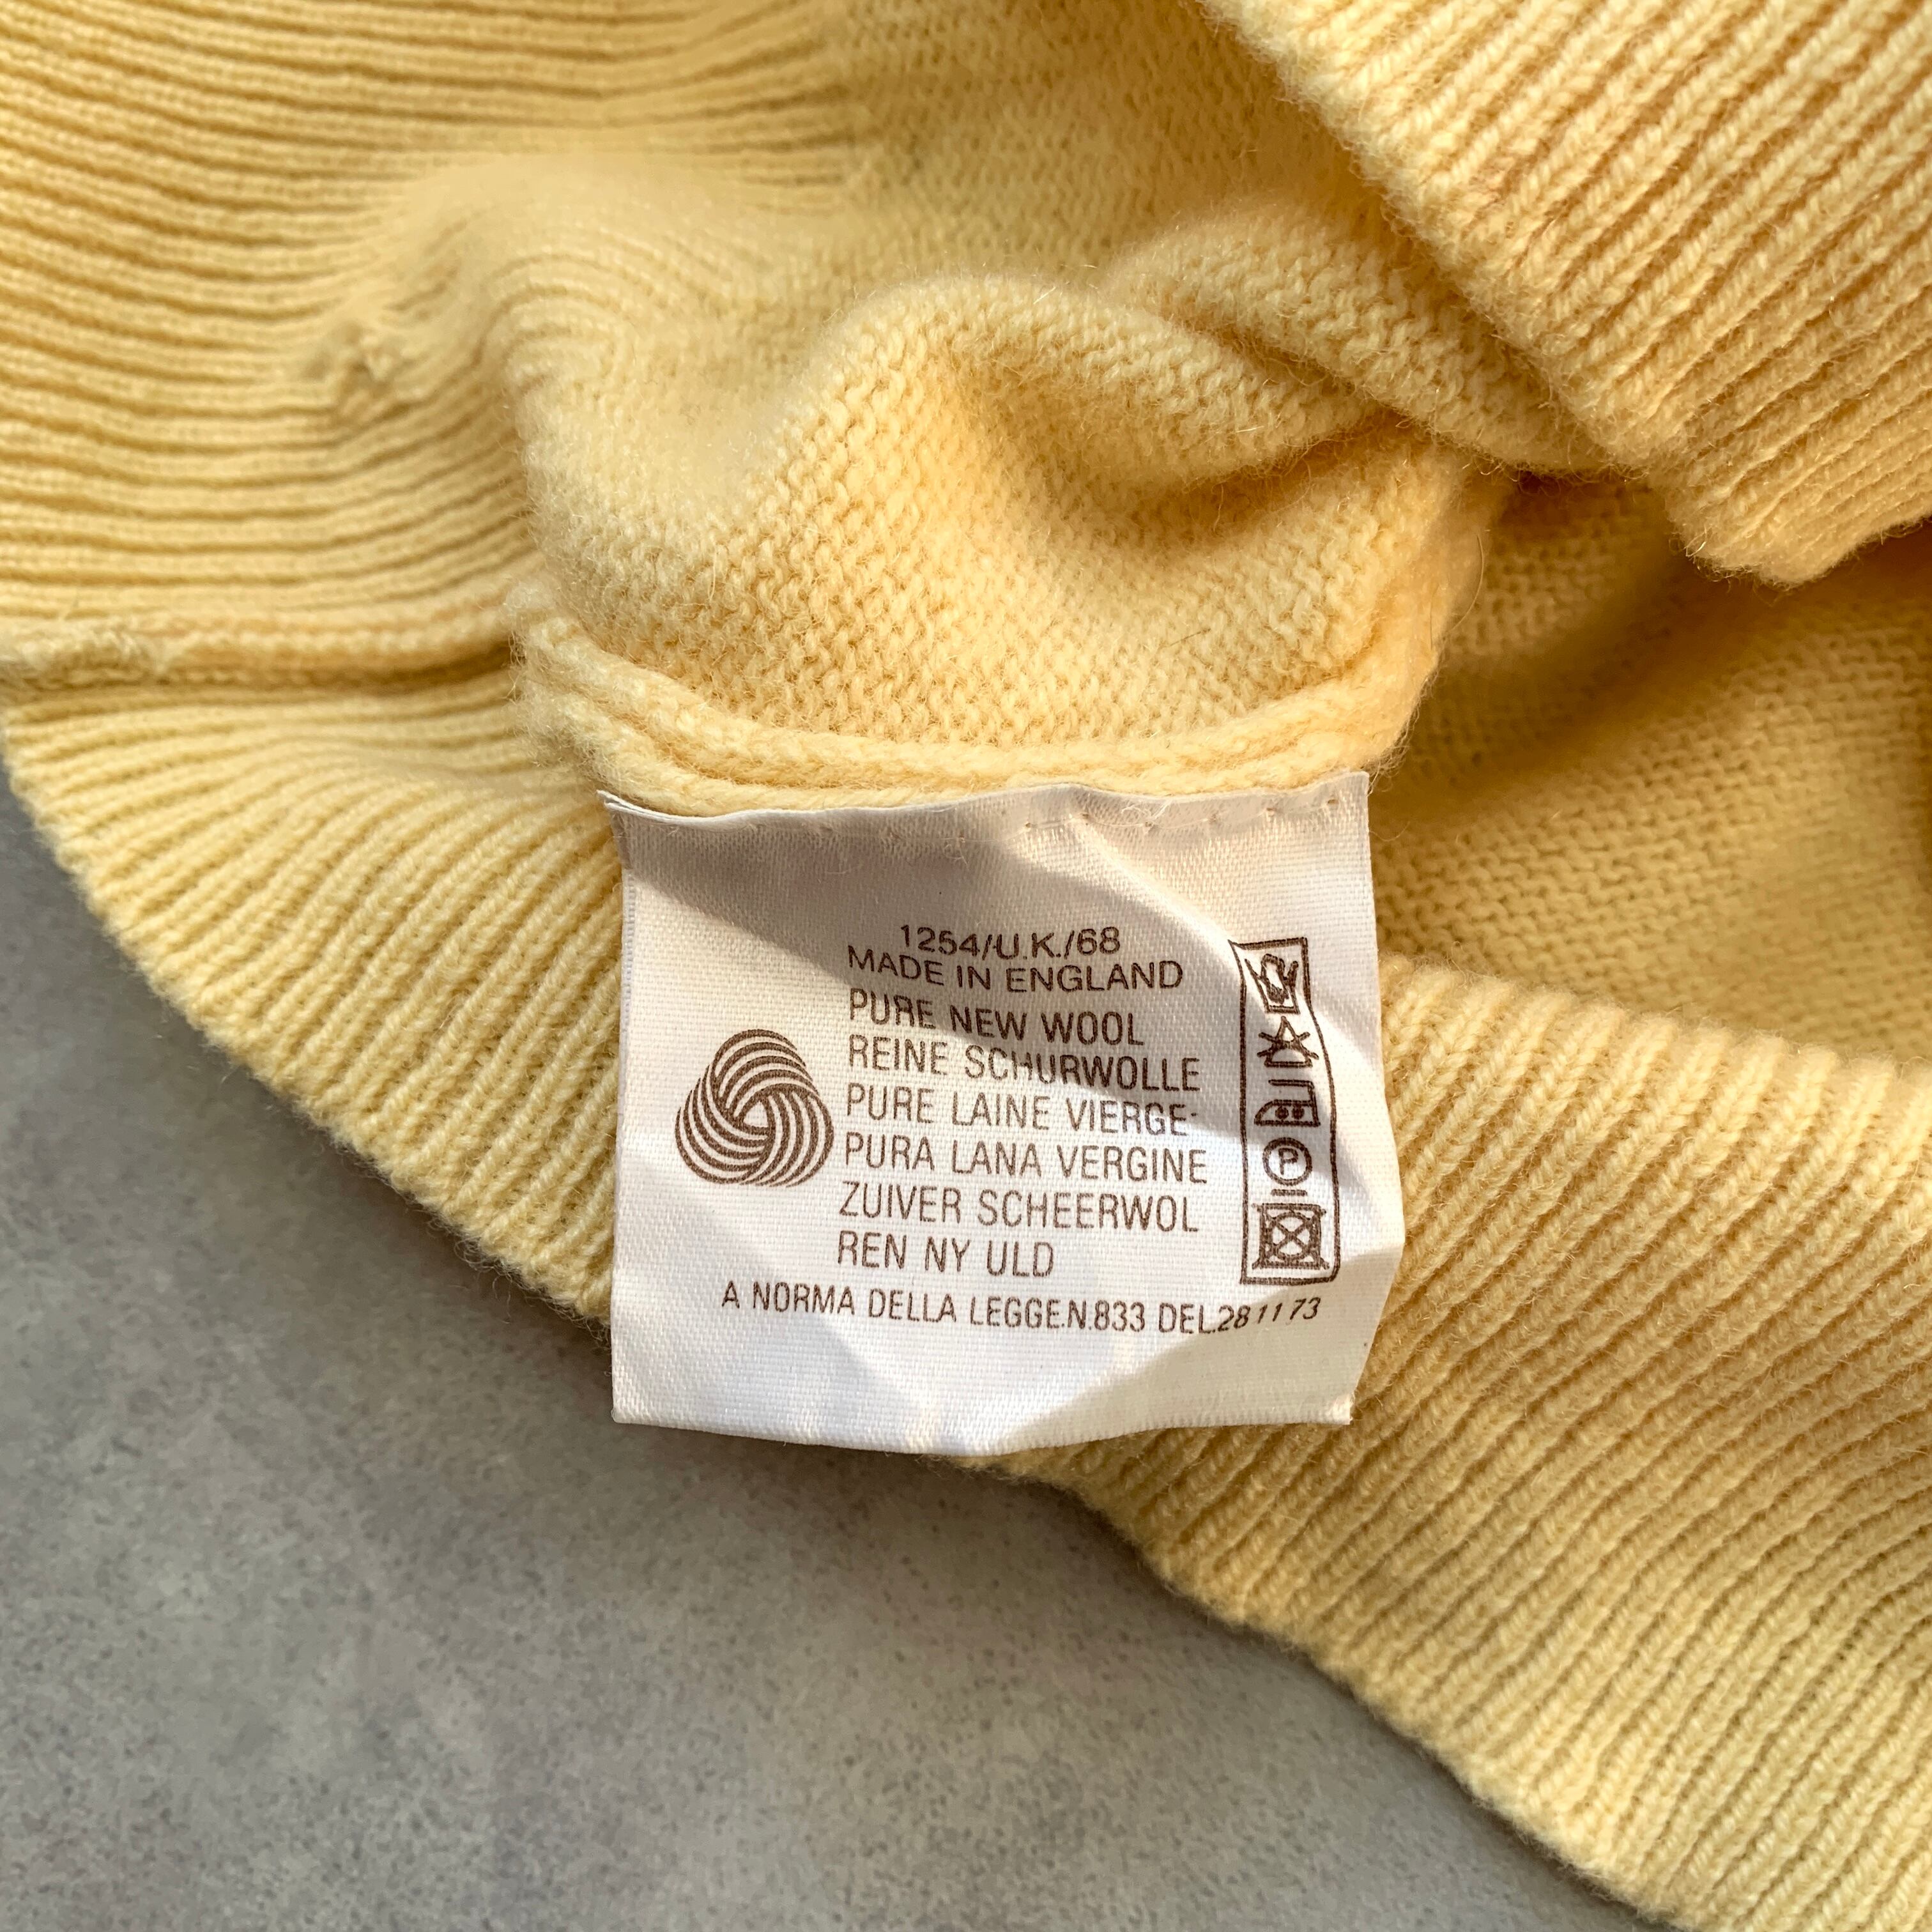 1254/U.K./68
MADE IN ENGLAND
PURE NEW WOOL
REINE SCHURWOLLE
PURE LAINE VIERGE-
PURA LANA VERGINE
ZUIVER SCHEERWOL
REN NY ULD
A NORMA DELLA LEGGE.N.833 DEL.28 11 73
P